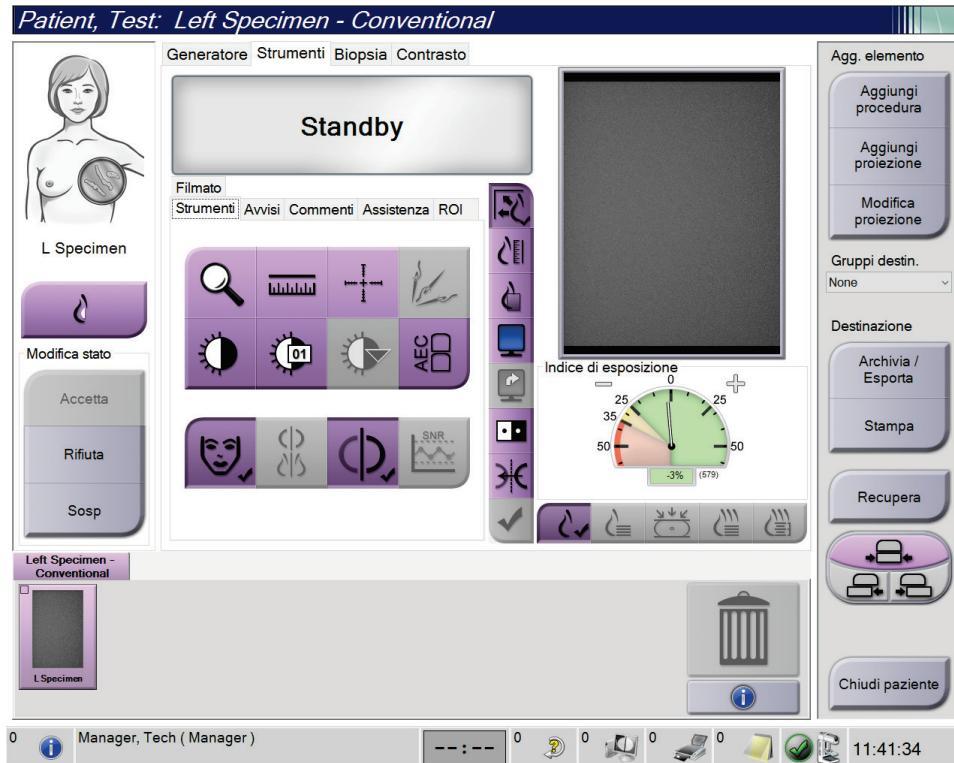 Patient, Test: Left Specimen - Conventional
Generatore Strumenti Biopsia Contrasto
Agg. elemento
Aggiungi
procedura
Aggiungi
proiezione
Modifica
proiezione
Gruppi destin.
None
Destinazione
Archivia /
Esporta
Stampa
Recupera
Chiudi paziente
L Specimen
Modifica stato
Accetta
Rifiuta
Sosp
Standby
Filmato
Strumenti Avvisi Commenti Assistenza ROI
01
AEC
SNR
Indice di esposizione
0
25 25
35
50 50
-3% (579)
Left Specimen -
Conventional
L Specimen
0 Manager, Tech ( Manager ) --:-- 0 0 0 0 11:41:34